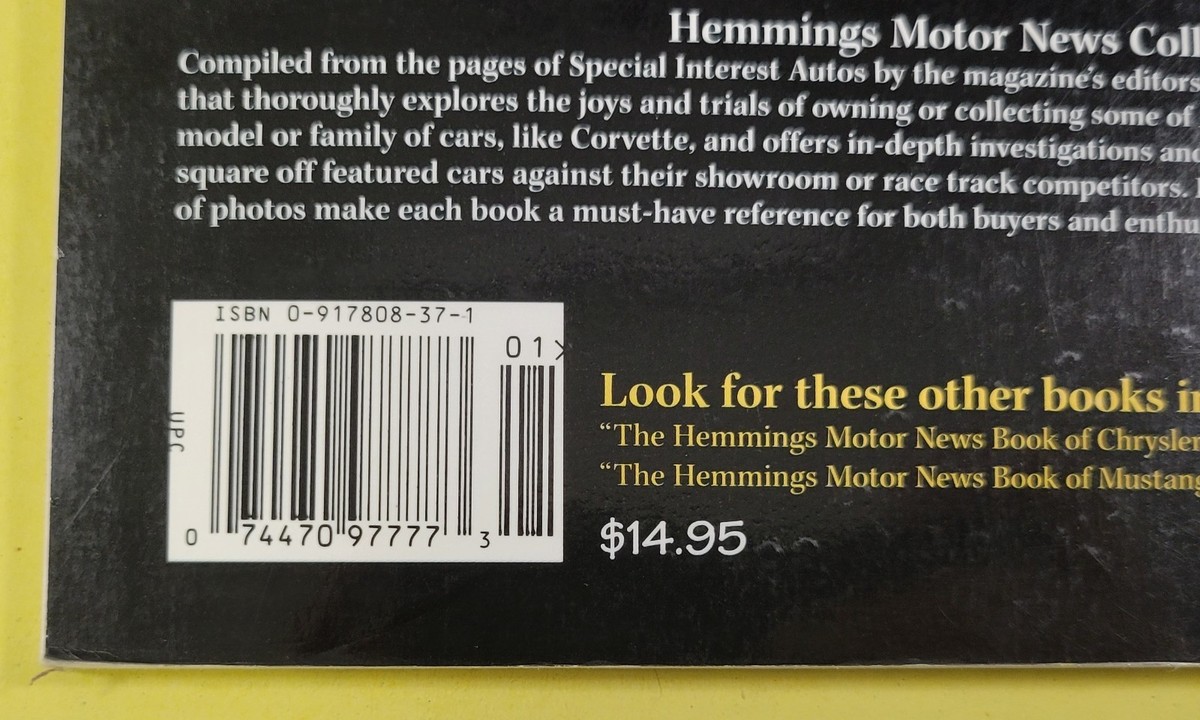 Hemmings Motor News Coll
Compiled from the pages of Special Interest Autos by the magazine's editors
that thoroughly explores the joys and trials of owning or collecting some of
model or family of cars, like Corvette, and offers in-depth investigations and
square off featured cars against their showroom or race track competitors.
of photos make each book a must-have reference for both buyers and enthu
ISBN 0-917808-37-1
01>
UPC
0 74470 97777 3
Look for these other books in
"The Hemmings Motor News Book of Chrysler
"The Hemmings Motor News Book of Mustang
$14.95